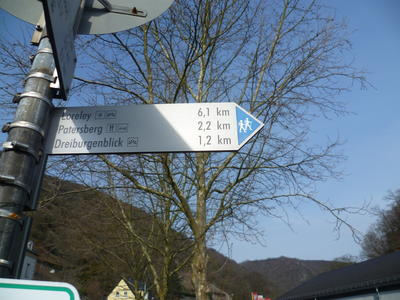 Loreley 6,1 km
Patersberg 2,2 km
Dreiburgenblick 1,2 km